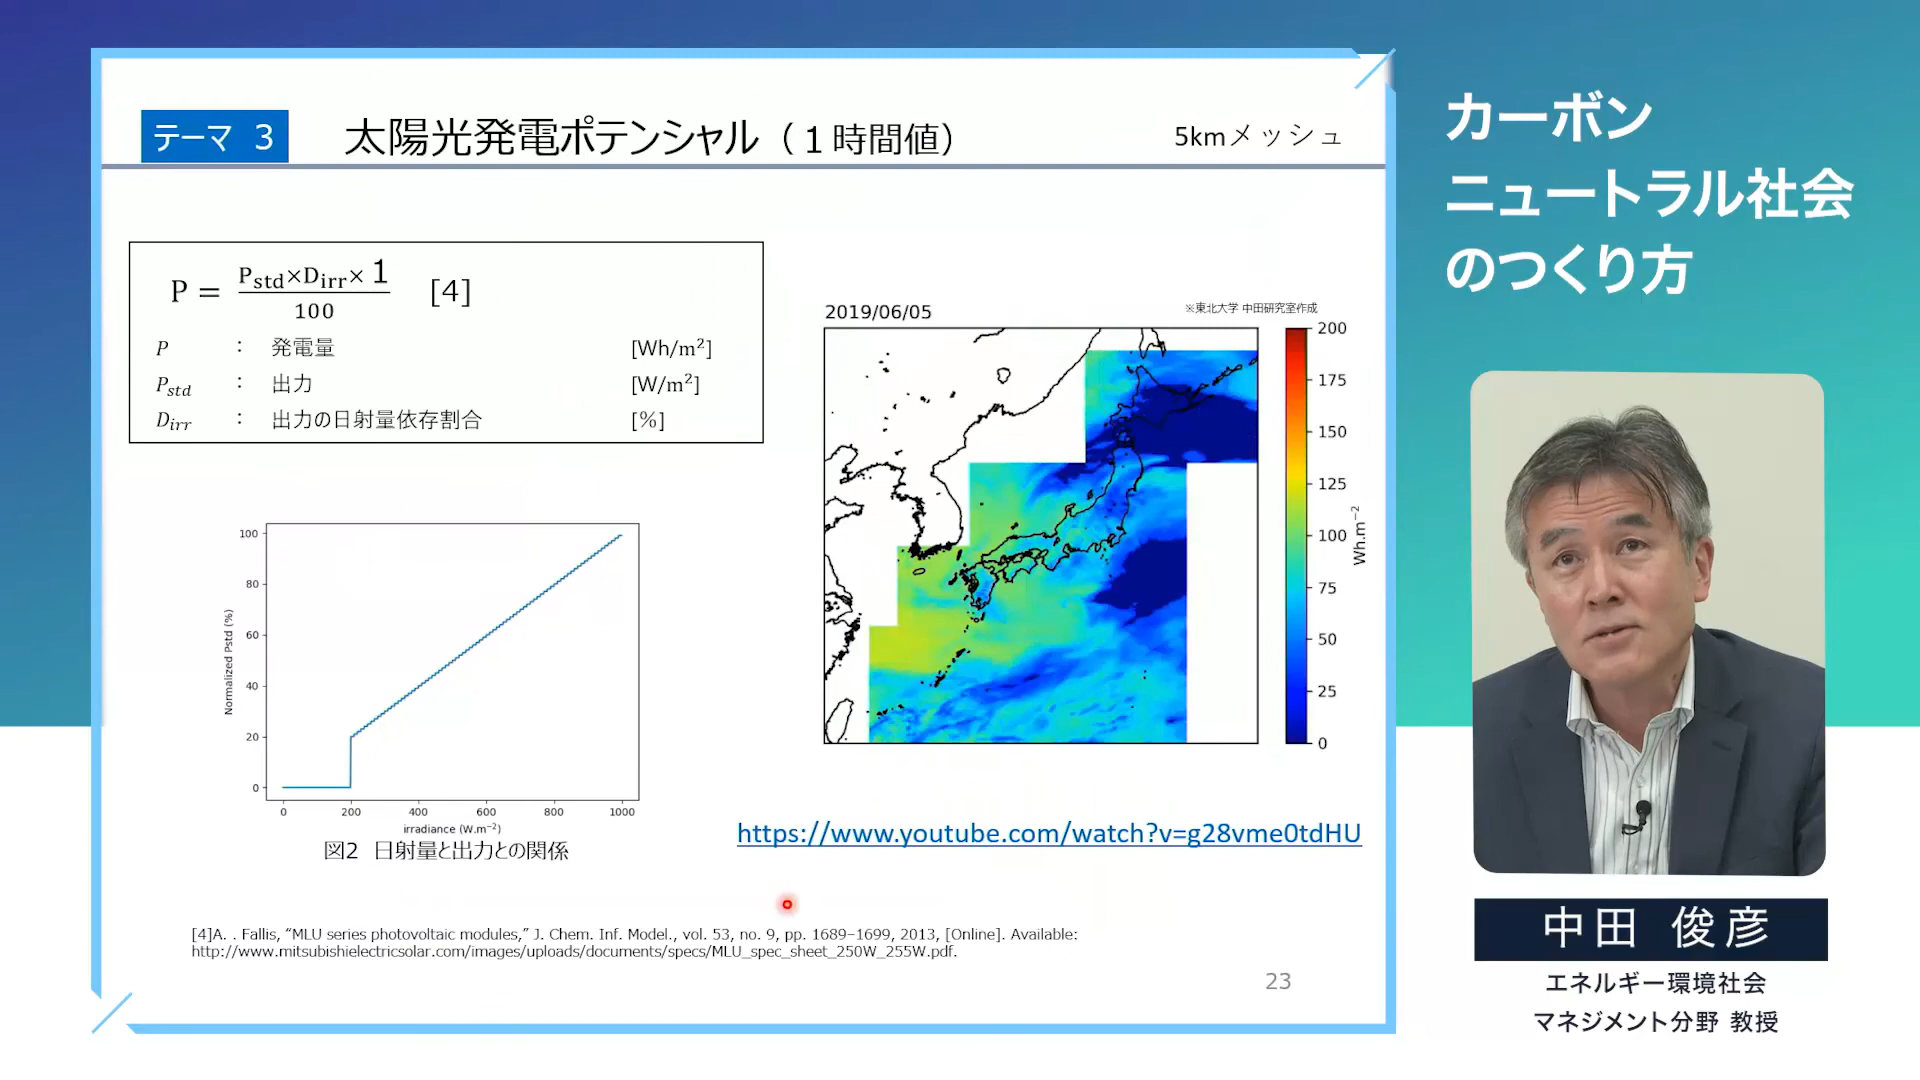 テーマ 3
太陽光発電ポテンシャル（１時間値）
5kmメッシュ
P = Pstd×Dirr× 1 / 100 [4]
P : 発電量 [Wh/m²]
Pstd : 出力 [W/m²]
Dirr : 出力の日射量依存割合 [%]
100
80
60
40
20
0
Normalized Pstd (%)
0 200 400 600 800 1000
irradiance (W.m⁻²)
図2 日射量と出力との関係
2019/06/05
※東北大学 中田研究室作成
200
175
150
125
100
75
50
25
0
Wh.m⁻²
https://www.youtube.com/watch?v=g28vme0tdHU
[4]A. . Fallis, “MLU series photovoltaic modules,” J. Chem. Inf. Model., vol. 53, no. 9, pp. 1689–1699, 2013, [Online]. Available:
http://www.mitsubishielectricsolar.com/images/uploads/documents/specs/MLU_spec_sheet_250W_255W.pdf.
23
カーボン
ニュートラル社会
のつくり方
中田 俊彦
エネルギー環境社会
マネジメント分野 教授